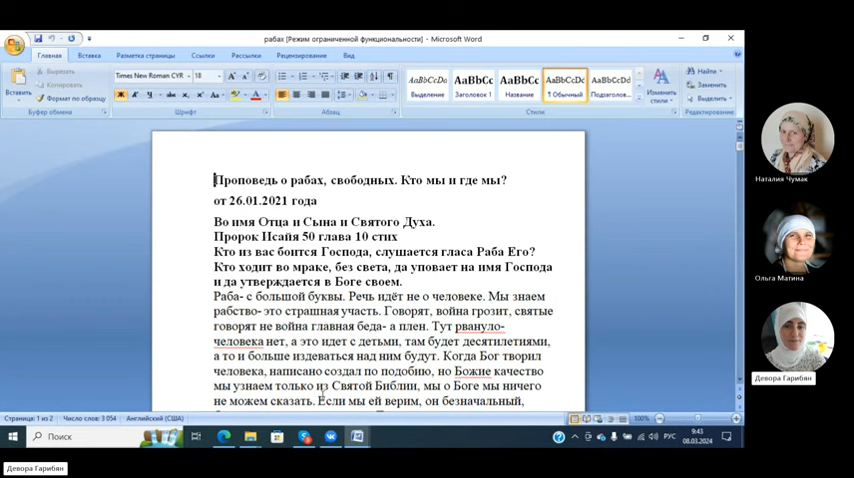 рабах [Режим ограниченной функциональности] - Microsoft Word
Главная Вставка Разметка страницы Ссылки Рассылки Рецензирование Вид
Вставить
Вырезать
Копировать
Формат по образцу
Буфер обмена
Times New Roman CYR 18
Шрифт
Абзац
AaBbCcDc AaBbCc AaBbCc AaBbCcDc AaBbCcDd
Выделение Заголовок 1 Название ¶ Обычный Подзаголо...
Стили
Изменить стили
Найти
Заменить
Выделить
Редактирование
Проповедь о рабах, свободных. Кто мы и где мы?
от 26.01.2021 года
Во имя Отца и Сына и Святого Духа.
Пророк Исайя 50 глава 10 стих
Кто из вас боится Господа, слушается гласа Раба Его?
Кто ходит во мраке, без света, да уповает на имя Господа
и да утверждается в Боге своем.
Раба- с большой буквы. Речь идёт не о человеке. Мы знаем
рабство- это страшная участь. Говорят, война грозит, святые
говорят не война главная беда- а плен. Тут рвануло-
человека нет, а это идет с детьми, там будет десятилетиями,
а то и больше издеваться над ним будут. Когда Бог творил
человека, написано создал по подобию, но Божие качество
мы узнаем только из Святой Библии, мы о Боге мы ничего
не можем сказать. Если мы ей верим, он безначальный,
Страница: 1 из 2 Число слов: 3 054 Английский (США) 100%
Поиск
РУС
9:43
08.03.2024
Наталия Чумак
Ольга Матина
Девора Гарибян
Девора Гарибян